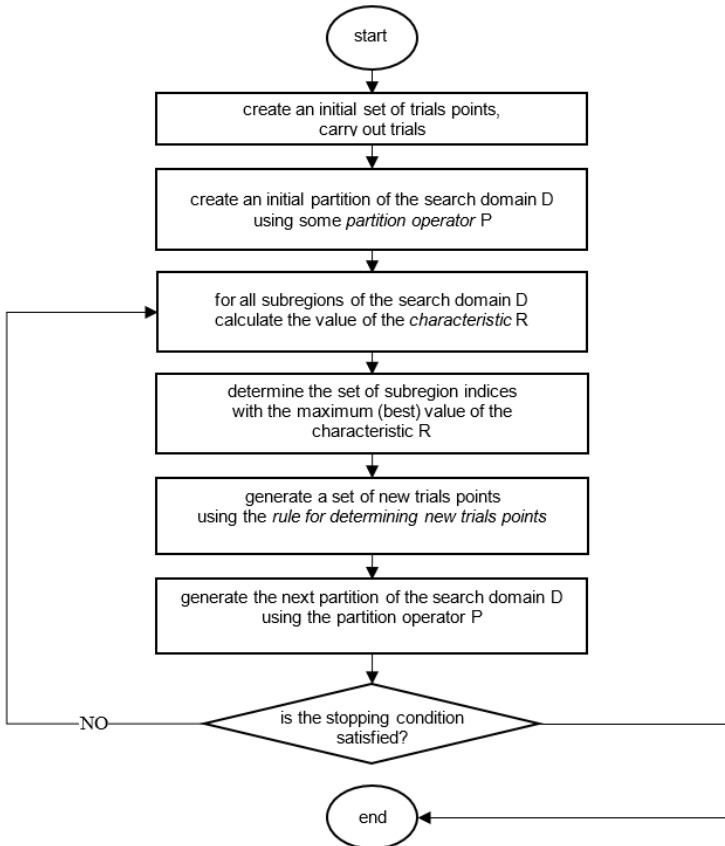 start
create an initial set of trials points,
carry out trials
create an initial partition of the search domain D
using some partition operator P
for all subregions of the search domain D
calculate the value of the characteristic R
determine the set of subregion indices
with the maximum (best) value of the
characteristic R
generate a set of new trials points
using the rule for determining new trials points
generate the next partition of the search domain D
using the partition operator P
is the stopping condition
satisfied?
NO
end